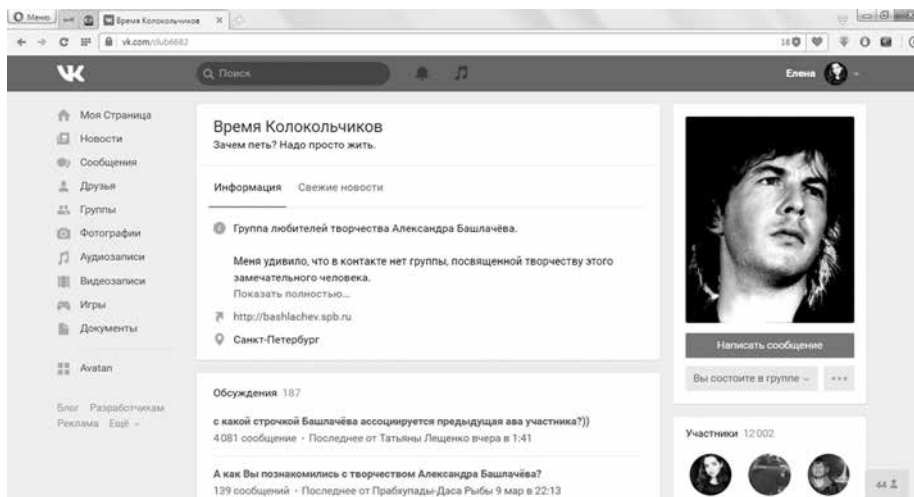 Меню
Время Колокольчиков
vk.com/club6682
18
Поиск
Елена
Моя Страница
Новости
Сообщения
Друзья
Группы
Фотографии
Аудиозаписи
Видеозаписи
Игры
Документы
Avatan
Блог Разработчикам
Реклама Ещё
Время Колокольчиков
Зачем петь? Надо просто жить.
Информация Свежие новости
Группа любителей творчества Александра Башлачёва.
Меня удивило, что в контакте нет группы, посвященной творчеству этого
замечательного человека.
Показать полностью...
http://bashlachev.spb.ru
Санкт-Петербург
Обсуждения 187
с какой строчкой Башлачёва ассоциируется предыдущая ава участника?))
4081 сообщение · Последнее от Татьяны Лещенко вчера в 1:41
А как Вы познакомились с творчеством Александра Башлачёва?
139 сообщений · Последнее от Прабхупады-Даса Рыбы 9 мар в 22:13
Написать сообщение
Вы состоите в группе
Участники 12002
44